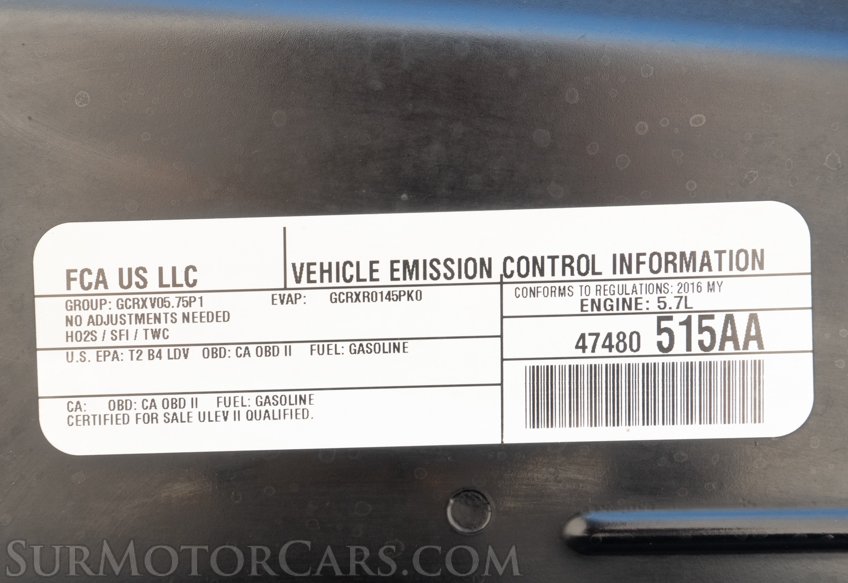 FCA US LLC
VEHICLE EMISSION CONTROL INFORMATION
GROUP: GCRXV05.75P1 EVAP: GCRXR0145PK0
NO ADJUSTMENTS NEEDED
HO2S / SFI / TWC
CONFORMS TO REGULATIONS: 2016 MY
ENGINE: 5.7L
47480 515AA
U.S. EPA: T2 B4 LDV OBD: CA OBD II FUEL: GASOLINE
CA: OBD: CA OBD II FUEL: GASOLINE
CERTIFIED FOR SALE ULEV II QUALIFIED.
SURMOTORCARS.COM